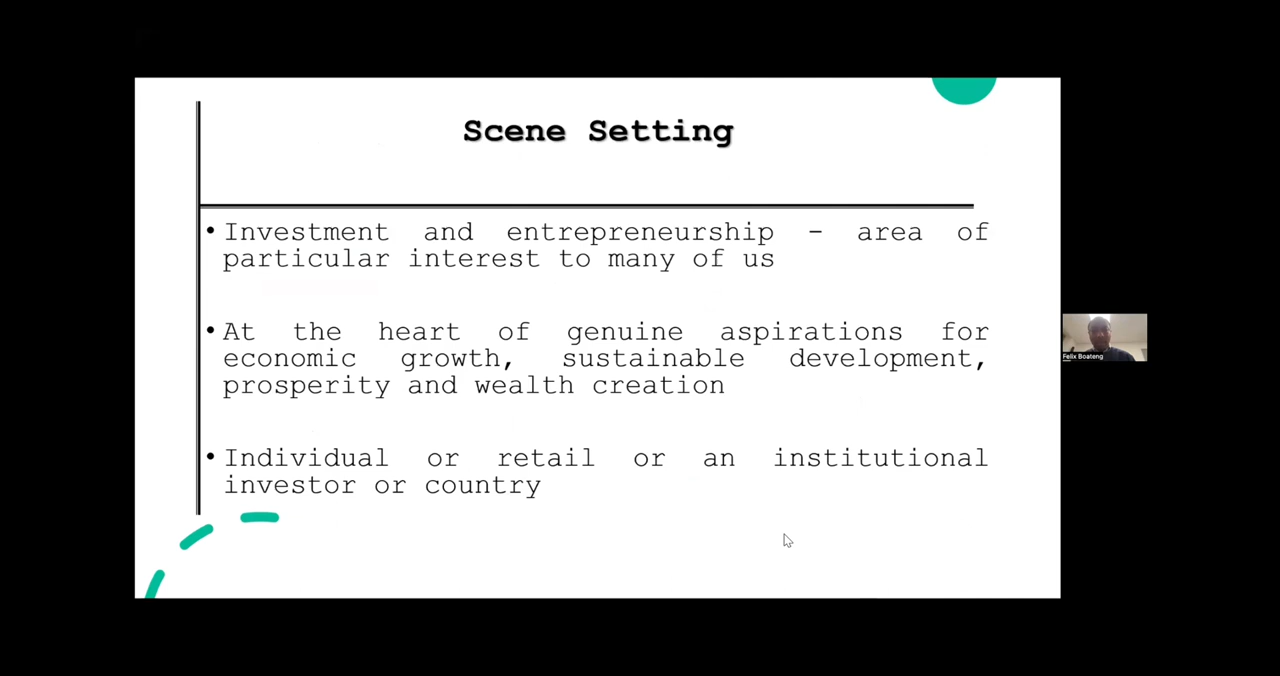 Scene Setting
• Investment and entrepreneurship - area of
particular interest to many of us
• At the heart of genuine aspirations for
economic growth, sustainable development,
prosperity and wealth creation
• Individual or retail or an institutional
investor or country
Felix Boateng